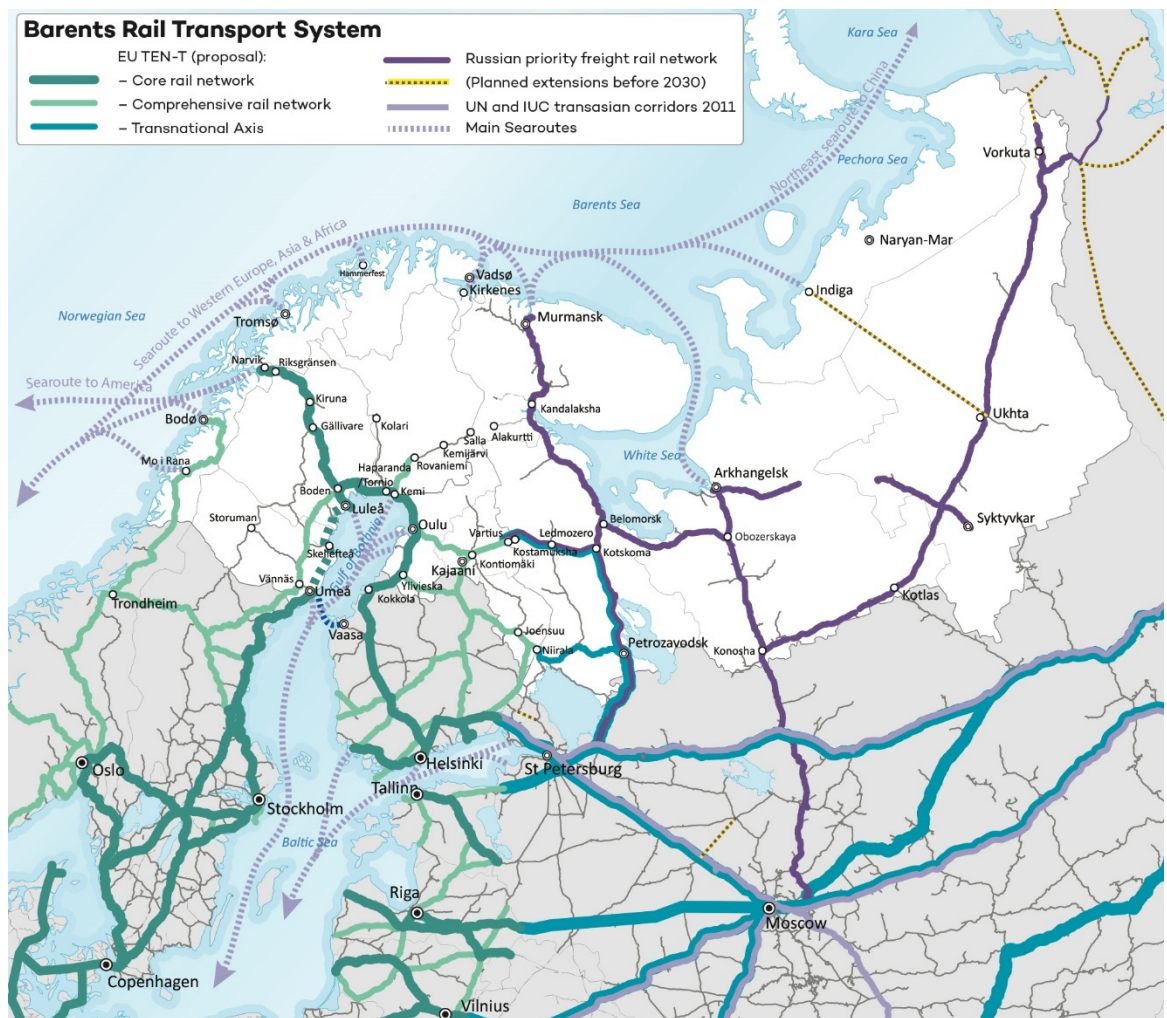 Barents Rail Transport System
EU TEN-T (proposal):
– Core rail network
– Comprehensive rail network
– Transnational Axis
Russian priority freight rail network
(Planned extensions before 2030)
UN and IUC transasian corridors 2011
Main Searoutes
Kara Sea
Northeast searoute to China
Pechora Sea
Vorkuta
Barents Sea
Naryan-Mar
Searoute to Western Europe, Asia & Africa
Hammerfest
Vadsø
Kirkenes
Indiga
Norwegian Sea
Tromsø
Murmansk
Narvik
Riksgränsen
Searoute to America
Kiruna
Kandalaksha
Bodø
Gällivare
Kolari
Salla
Alakurtti
Ukhta
Kemijärvi
Rovaniemi
White Sea
Mo i Rana
Haparanda
/Tornio
Kemi
Arkhangelsk
Boden
Luleå
Storuman
Oulu
Belomorsk
Syktyvkar
Vartius
Ledmozero
Obozerskaya
Skellefteå
Gulf of Bothnia
Kostamuksha
Kotskoma
Kajaani
Kontiomäki
Vännäs
Ylivieska
Umeå
Kokkola
Kotlas
Trondheim
Vaasa
Joensuu
Niirala
Petrozavodsk
Konosha
Oslo
Helsinki
St Petersburg
Tallinn
Stockholm
Baltic Sea
Riga
Moscow
Copenhagen
Vilnius